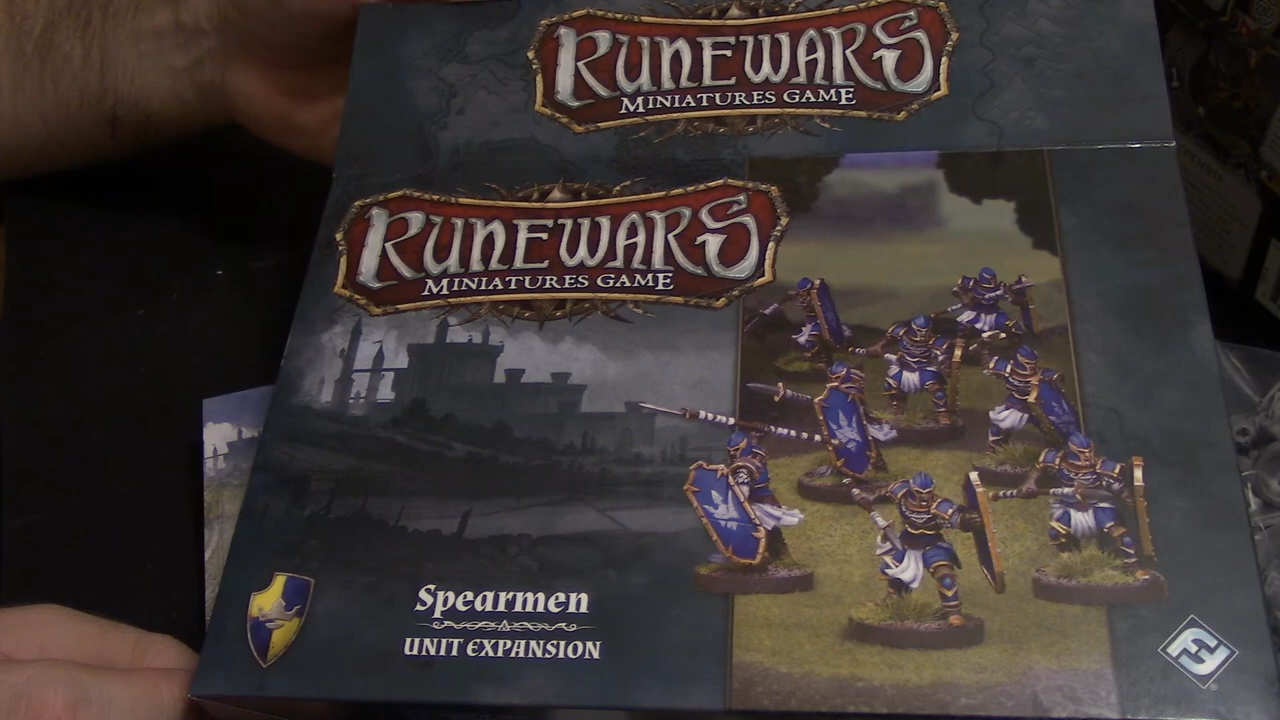 RUNEWARS
MINIATURES GAME
RUNEWARS
MINIATURES GAME
Spearmen
UNIT EXPANSION